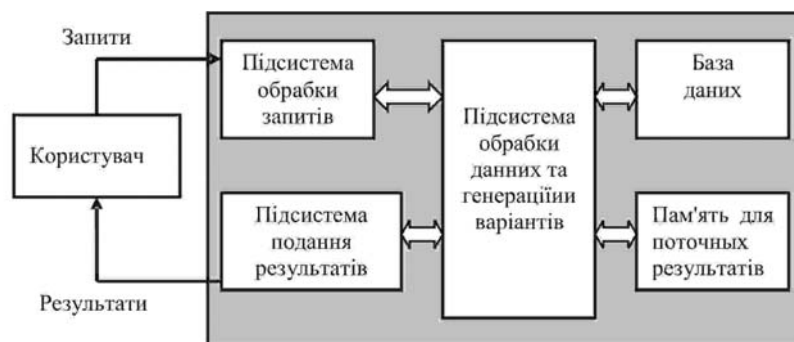 Запити
Підсистема
обрабки
запитів
Користувач
Підсистема
подання
результатів
Результати
Підсистема
обрабки
данних та
генераціїии
варіантів
База
даних
Пам'ять для
поточных
результатів